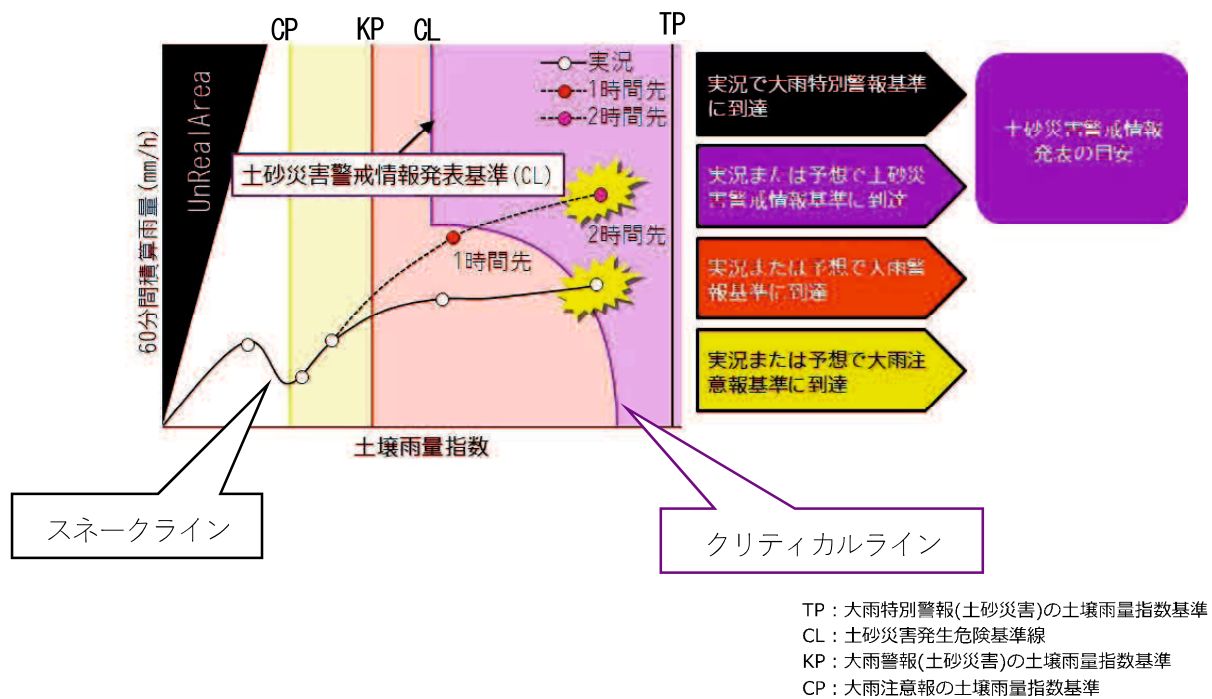 CP
KP
CL
TP
UnRealArea
実況
1時間先
2時間先
土砂災害警戒情報発表基準(CL)
2時間先
1時間先
60分間積算雨量(mm/h)
土壌雨量指数
実況で大雨特別警報基準
に到達
実況または予想で土砂災
害警戒情報基準に到達
実況または予想で大雨警
報基準に到達
実況または予想で大雨注
意報基準に到達
土砂災害警戒情報
発表の目安
スネークライン
クリティカルライン
TP：大雨特別警報(土砂災害)の土壌雨量指数基準
CL：土砂災害発生危険基準線
KP：大雨警報(土砂災害)の土壌雨量指数基準
CP：大雨注意報の土壌雨量指数基準